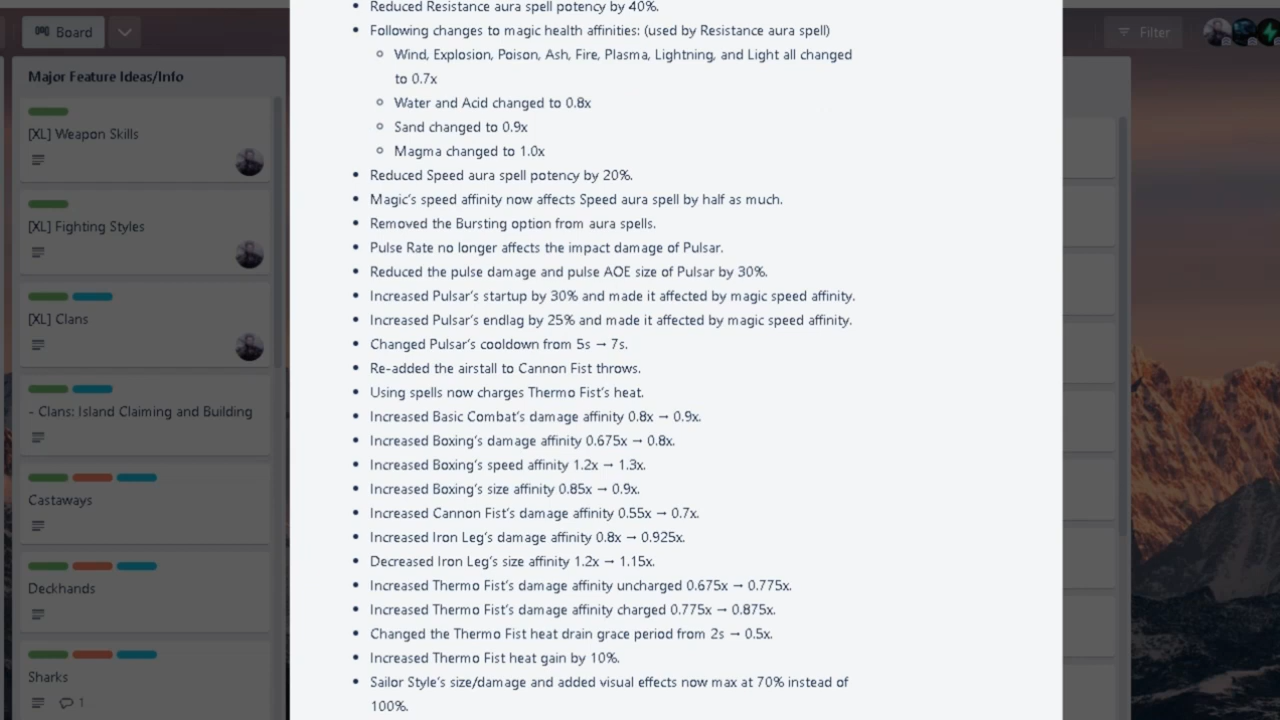 Board
Filter
Major Feature Ideas/Info
[XL] Weapon Skills
[XL] Fighting Styles
[XL] Clans
- Clans: Island Claiming and Building
Castaways
Deckhands
Sharks
1
Reduced Resistance aura spell potency by 40%.
Following changes to magic health affinities: (used by Resistance aura spell)
Wind, Explosion, Poison, Ash, Fire, Plasma, Lightning, and Light all changed
to 0.7x
Water and Acid changed to 0.8x
Sand changed to 0.9x
Magma changed to 1.0x
Reduced Speed aura spell potency by 20%.
Magic's speed affinity now affects Speed aura spell by half as much.
Removed the Bursting option from aura spells.
Pulse Rate no longer affects the impact damage of Pulsar.
Reduced the pulse damage and pulse AOE size of Pulsar by 30%.
Increased Pulsar's startup by 30% and made it affected by magic speed affinity.
Increased Pulsar's endlag by 25% and made it affected by magic speed affinity.
Changed Pulsar's cooldown from 5s → 7s.
Re-added the airstall to Cannon Fist throws.
Using spells now charges Thermo Fist's heat.
Increased Basic Combat's damage affinity 0.8x → 0.9x.
Increased Boxing's damage affinity 0.675x → 0.8x.
Increased Boxing's speed affinity 1.2x → 1.3x.
Increased Boxing's size affinity 0.85x → 0.9x.
Increased Cannon Fist's damage affinity 0.55x → 0.7x.
Increased Iron Leg's damage affinity 0.8x → 0.925x.
Decreased Iron Leg's size affinity 1.2x → 1.15x.
Increased Thermo Fist's damage affinity uncharged 0.675x → 0.775x.
Increased Thermo Fist's damage affinity charged 0.775x → 0.875x.
Changed the Thermo Fist heat drain grace period from 2s → 0.5x.
Increased Thermo Fist heat gain by 10%.
Sailor Style's size/damage and added visual effects now max at 70% instead of
100%.